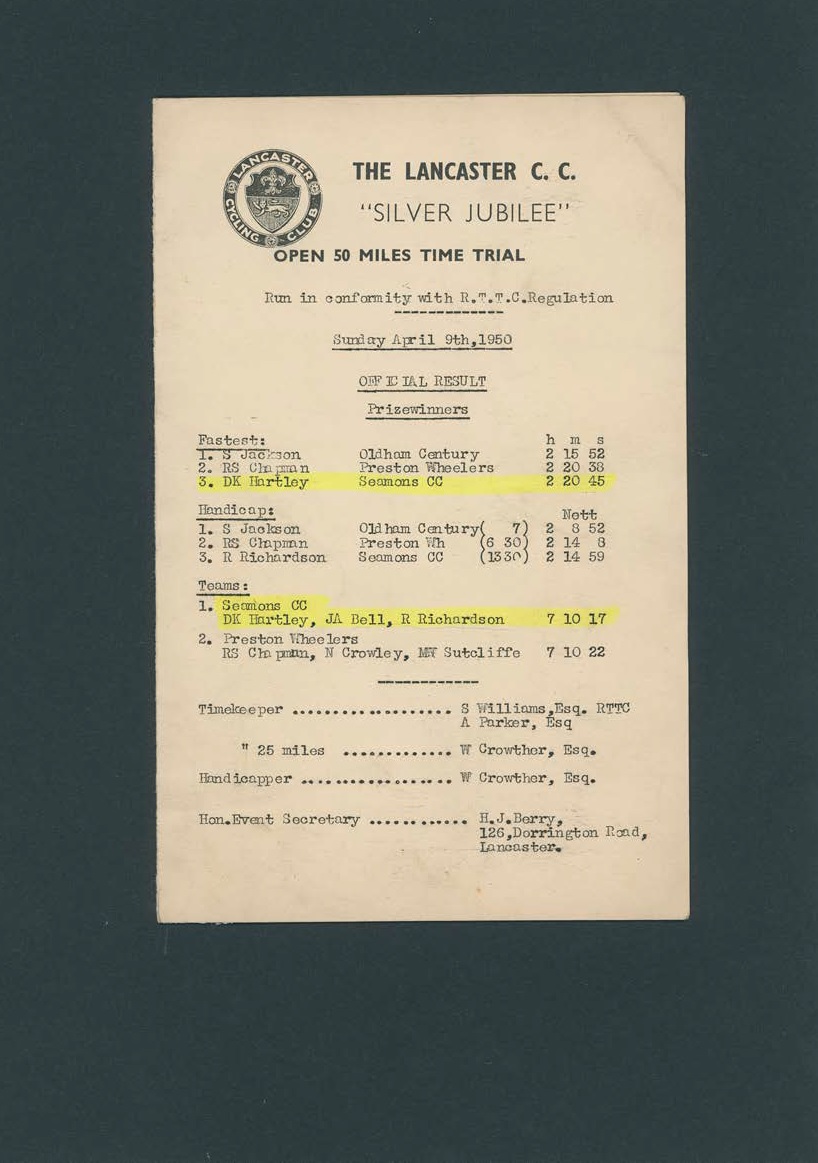 LANCASTER CYCLING CLUB
THE LANCASTER C. C.
"SILVER JUBILEE"
OPEN 50 MILES TIME TRIAL
Run in conformity with R.T.T.C.Regulation
Sunday April 9th,1950
OFFICIAL RESULT
Prizewinners
Fastest: h m s
1. S Jackson Oldham Century 2 15 52
2. RS Chapman Preston Wheelers 2 20 38
3. DK Hartley Seamons CC 2 20 45
Handicap: Nett
1. S Jackson Oldham Century( 7) 2 8 52
2. RS Chapman Preston Wh (6 30) 2 14 8
3. R Richardson Seamons CC (1330) 2 14 59
Teams:
1. Seamons CC
DK Hartley, JA Bell, R Richardson 7 10 17
2. Preston Wheelers
RS Chapman, N Crowley, MW Sutcliffe 7 10 22
Timekeeper .................... S Williams,Esq. RTTC
A Parker, Esq
" 25 miles ............. W Crowther, Esq.
Handicapper ................... W Crowther, Esq.
Hon.Event Secretary ............ H.J.Berry,
126,Dorrington Road,
Lancaster.